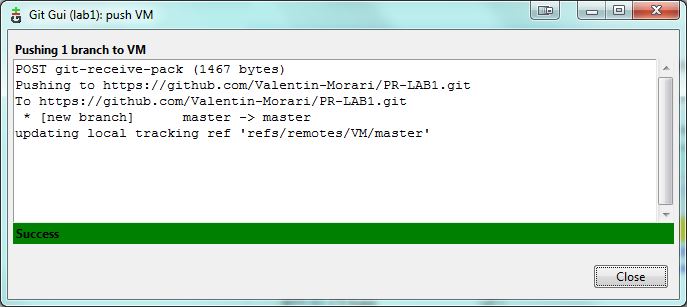 Git Gui (lab1): push VM
Pushing 1 branch to VM
POST git-receive-pack (1467 bytes)
Pushing to https://github.com/Valentin-Morari/PR-LAB1.git
To https://github.com/Valentin-Morari/PR-LAB1.git
 * [new branch]      master -> master
updating local tracking ref 'refs/remotes/VM/master'
Success
Close